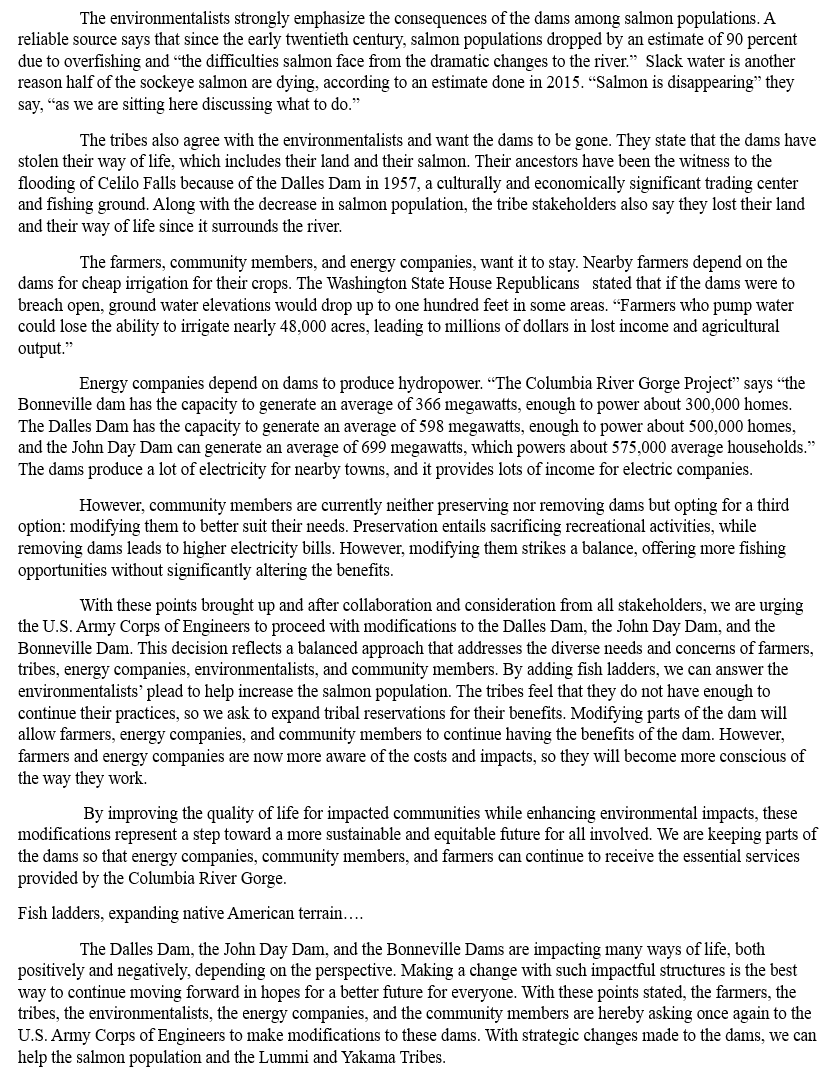 The environmentalists strongly emphasize the consequences of the dams among salmon populations. A
reliable source says that since the early twentieth century, salmon populations dropped by an estimate of 90 percent
due to overfishing and “the difficulties salmon face from the dramatic changes to the river.”  Slack water is another
reason half of the sockeye salmon are dying, according to an estimate done in 2015. “Salmon is disappearing” they
say, “as we are sitting here discussing what to do.”
The tribes also agree with the environmentalists and want the dams to be gone. They state that the dams have
stolen their way of life, which includes their land and their salmon. Their ancestors have been the witness to the
flooding of Celilo Falls because of the Dalles Dam in 1957, a culturally and economically significant trading center
and fishing ground. Along with the decrease in salmon population, the tribe stakeholders also say they lost their land
and their way of life since it surrounds the river.
The farmers, community members, and energy companies, want it to stay. Nearby farmers depend on the
dams for cheap irrigation for their crops. The Washington State House Republicans   stated that if the dams were to
breach open, ground water elevations would drop up to one hundred feet in some areas. “Farmers who pump water
could lose the ability to irrigate nearly 48,000 acres, leading to millions of dollars in lost income and agricultural
output.”
Energy companies depend on dams to produce hydropower. “The Columbia River Gorge Project” says “the
Bonneville dam has the capacity to generate an average of 366 megawatts, enough to power about 300,000 homes.
The Dalles Dam has the capacity to generate an average of 598 megawatts, enough to power about 500,000 homes,
and the John Day Dam can generate an average of 699 megawatts, which powers about 575,000 average households.”
The dams produce a lot of electricity for nearby towns, and it provides lots of income for electric companies.
However, community members are currently neither preserving nor removing dams but opting for a third
option: modifying them to better suit their needs. Preservation entails sacrificing recreational activities, while
removing dams leads to higher electricity bills. However, modifying them strikes a balance, offering more fishing
opportunities without significantly altering the benefits.
With these points brought up and after collaboration and consideration from all stakeholders, we are urging
the U.S. Army Corps of Engineers to proceed with modifications to the Dalles Dam, the John Day Dam, and the
Bonneville Dam. This decision reflects a balanced approach that addresses the diverse needs and concerns of farmers,
tribes, energy companies, environmentalists, and community members. By adding fish ladders, we can answer the
environmentalists’ plead to help increase the salmon population. The tribes feel that they do not have enough to
continue their practices, so we ask to expand tribal reservations for their benefits. Modifying parts of the dam will
allow farmers, energy companies, and community members to continue having the benefits of the dam. However,
farmers and energy companies are now more aware of the costs and impacts, so they will become more conscious of
the way they work.
By improving the quality of life for impacted communities while enhancing environmental impacts, these
modifications represent a step toward a more sustainable and equitable future for all involved. We are keeping parts of
the dams so that energy companies, community members, and farmers can continue to receive the essential services
provided by the Columbia River Gorge.
Fish ladders, expanding native American terrain….
The Dalles Dam, the John Day Dam, and the Bonneville Dams are impacting many ways of life, both
positively and negatively, depending on the perspective. Making a change with such impactful structures is the best
way to continue moving forward in hopes for a better future for everyone. With these points stated, the farmers, the
tribes, the environmentalists, the energy companies, and the community members are hereby asking once again to the
U.S. Army Corps of Engineers to make modifications to these dams. With strategic changes made to the dams, we can
help the salmon population and the Lummi and Yakama Tribes.